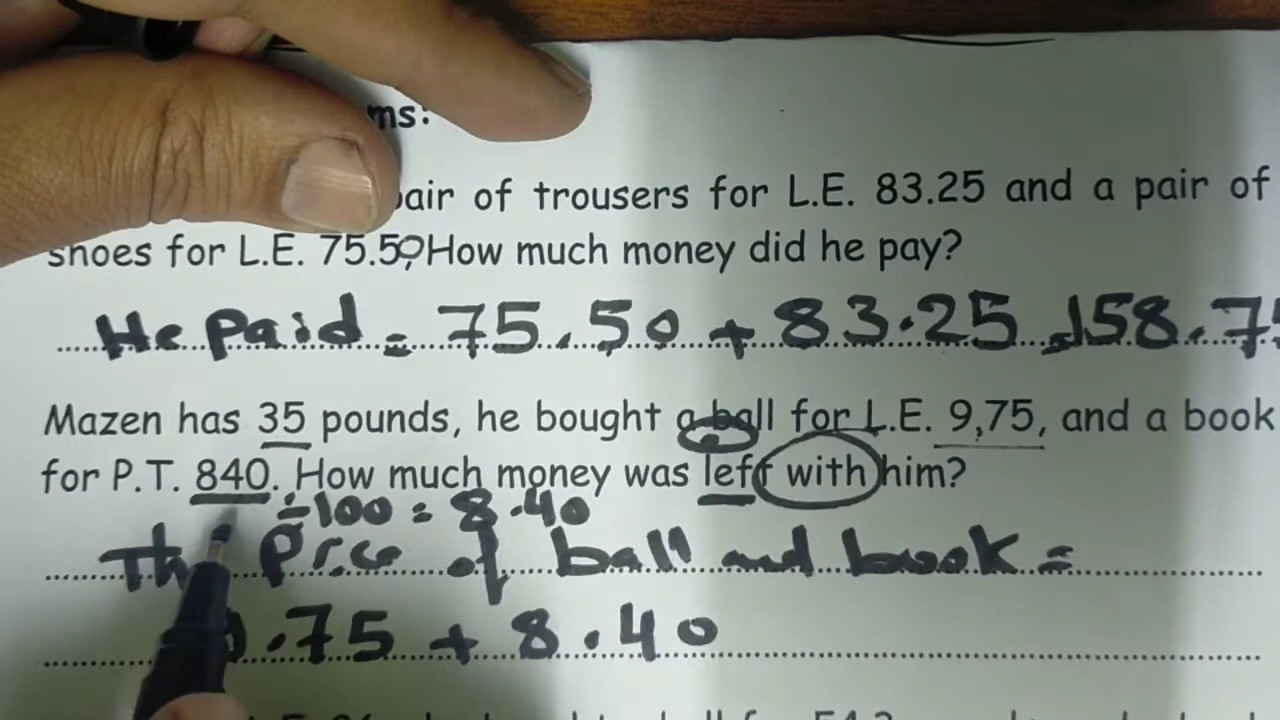 ms:
pair of trousers for L.E. 83.25 and a pair of
shoes for L.E. 75.50, How much money did he pay?
He paid = 75.50 + 83.25 = 158.75
Mazen has 35 pounds, he bought a ball for L.E. 9,75, and a book
for P.T. 840. How much money was left with him?
÷100 = 8.40
Th Price of ball and book =
9.75 + 8.40